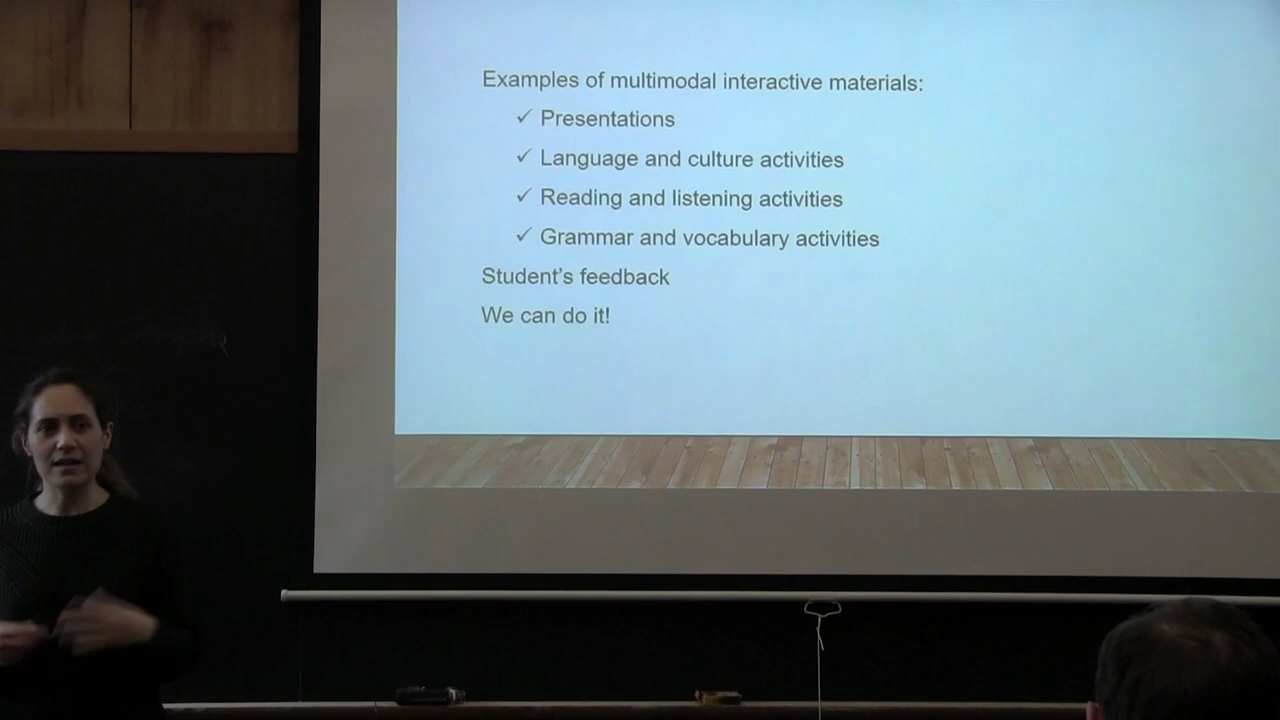 Examples of multimodal interactive materials:
✓ Presentations
✓ Language and culture activities
✓ Reading and listening activities
✓ Grammar and vocabulary activities
Student's feedback
We can do it!